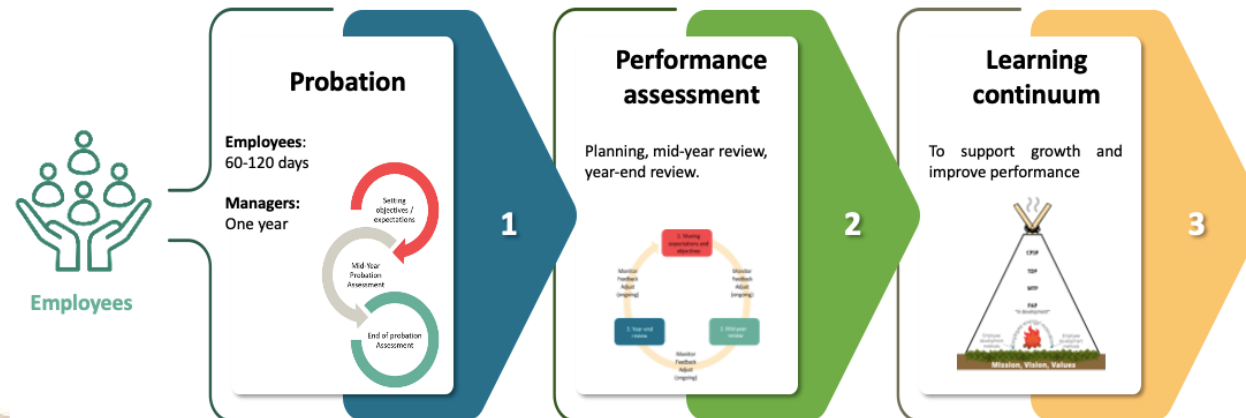 Employees
Probation
Employees:
60-120 days
Managers:
One year
Setting
objectives /
expectations
Mid-Year
Probation
Assessment
End of probation
Assessment
1
Performance
assessment
Planning, mid-year review,
year-end review.
1. Sharing
expectations and
objectives
Monitor
Feedback
Adjust
(ongoing)
Monitor
Feedback
Adjust
(ongoing)
3. Year-end
review
2. Mid-year
review
Monitor
Feedback
Adjust
(ongoing)
2
Learning
continuum
To support growth and
improve performance
CPSP
TDP
MTP
PAP
Mission, Vision, Values
3